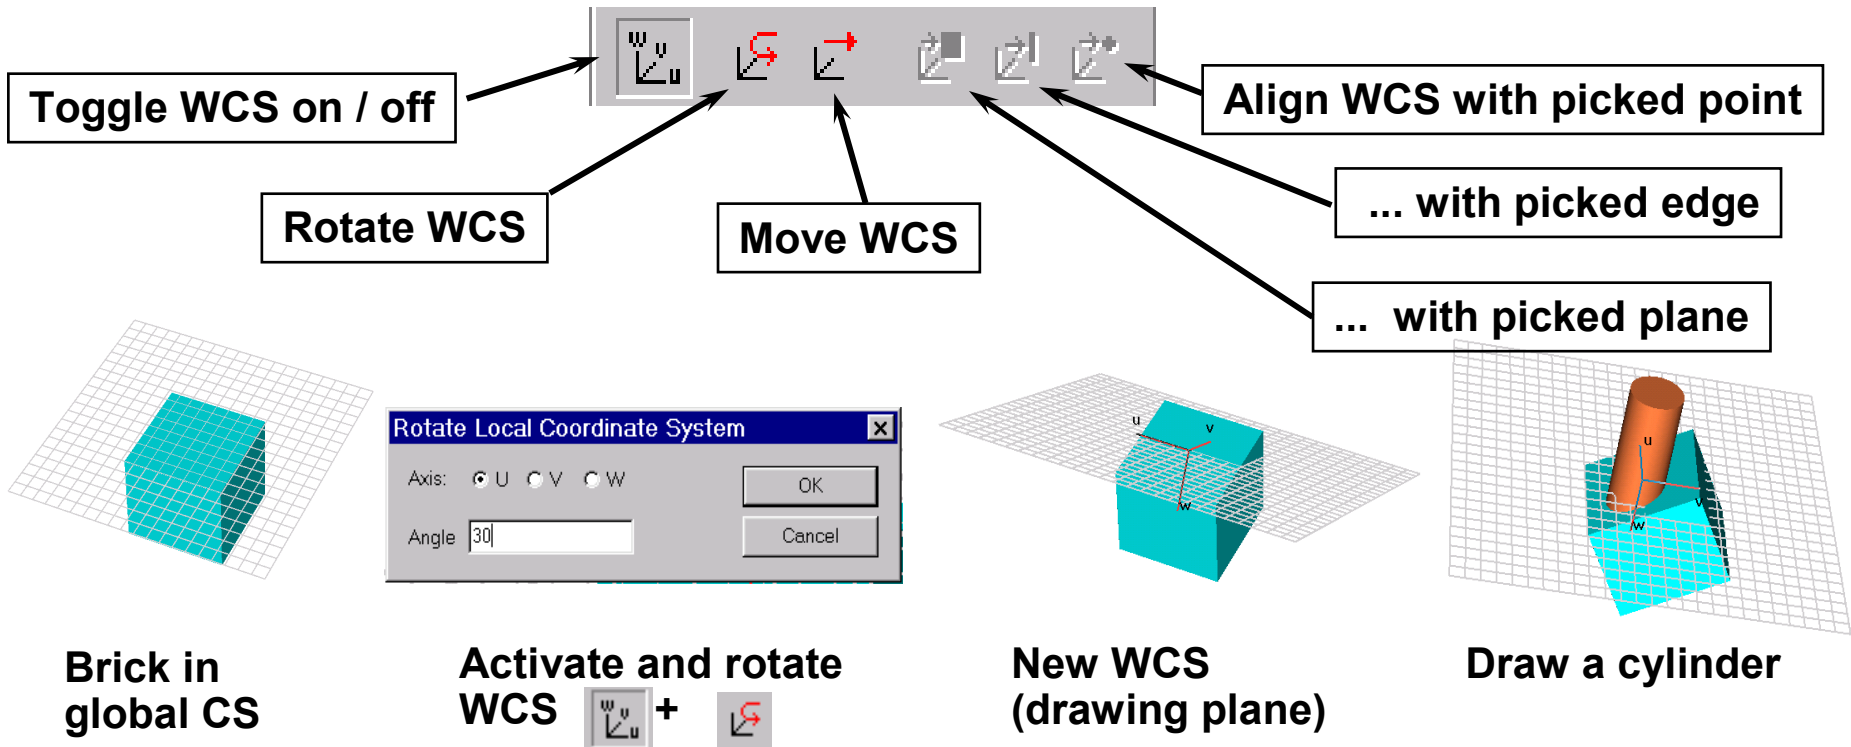 w v u
Toggle WCS on / off
Align WCS with picked point
... with picked edge
Rotate WCS
Move WCS
... with picked plane
Rotate Local Coordinate System
Axis: U V W
OK
Angle 30
Cancel
u v w
u v w
Brick in
global CS
Activate and rotate
WCS w v u +
New WCS
(drawing plane)
Draw a cylinder